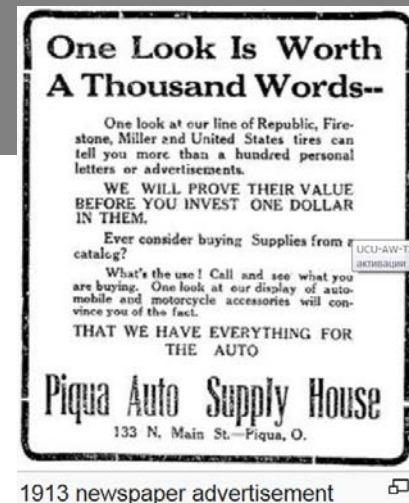 One Look Is Worth
A Thousand Words--
One look at our line of Republic, Fire-
stone, Miller and United States tires can
tell you more than a hundred personal
letters or advertisements.
WE WILL PROVE THEIR VALUE
BEFORE YOU INVEST ONE DOLLAR
IN THEM.
Ever consider buying Supplies from a
catalog?
UCU-AW-T
активации
What's the use! Call and see what you
are buying. One look at our display of auto-
mobile and motorcycle accessories will con-
vince you of the fact.
THAT WE HAVE EVERYTHING FOR
THE AUTO
Piqua Auto Supply House
133 N. Main St.—Piqua, O.
1913 newspaper advertisement